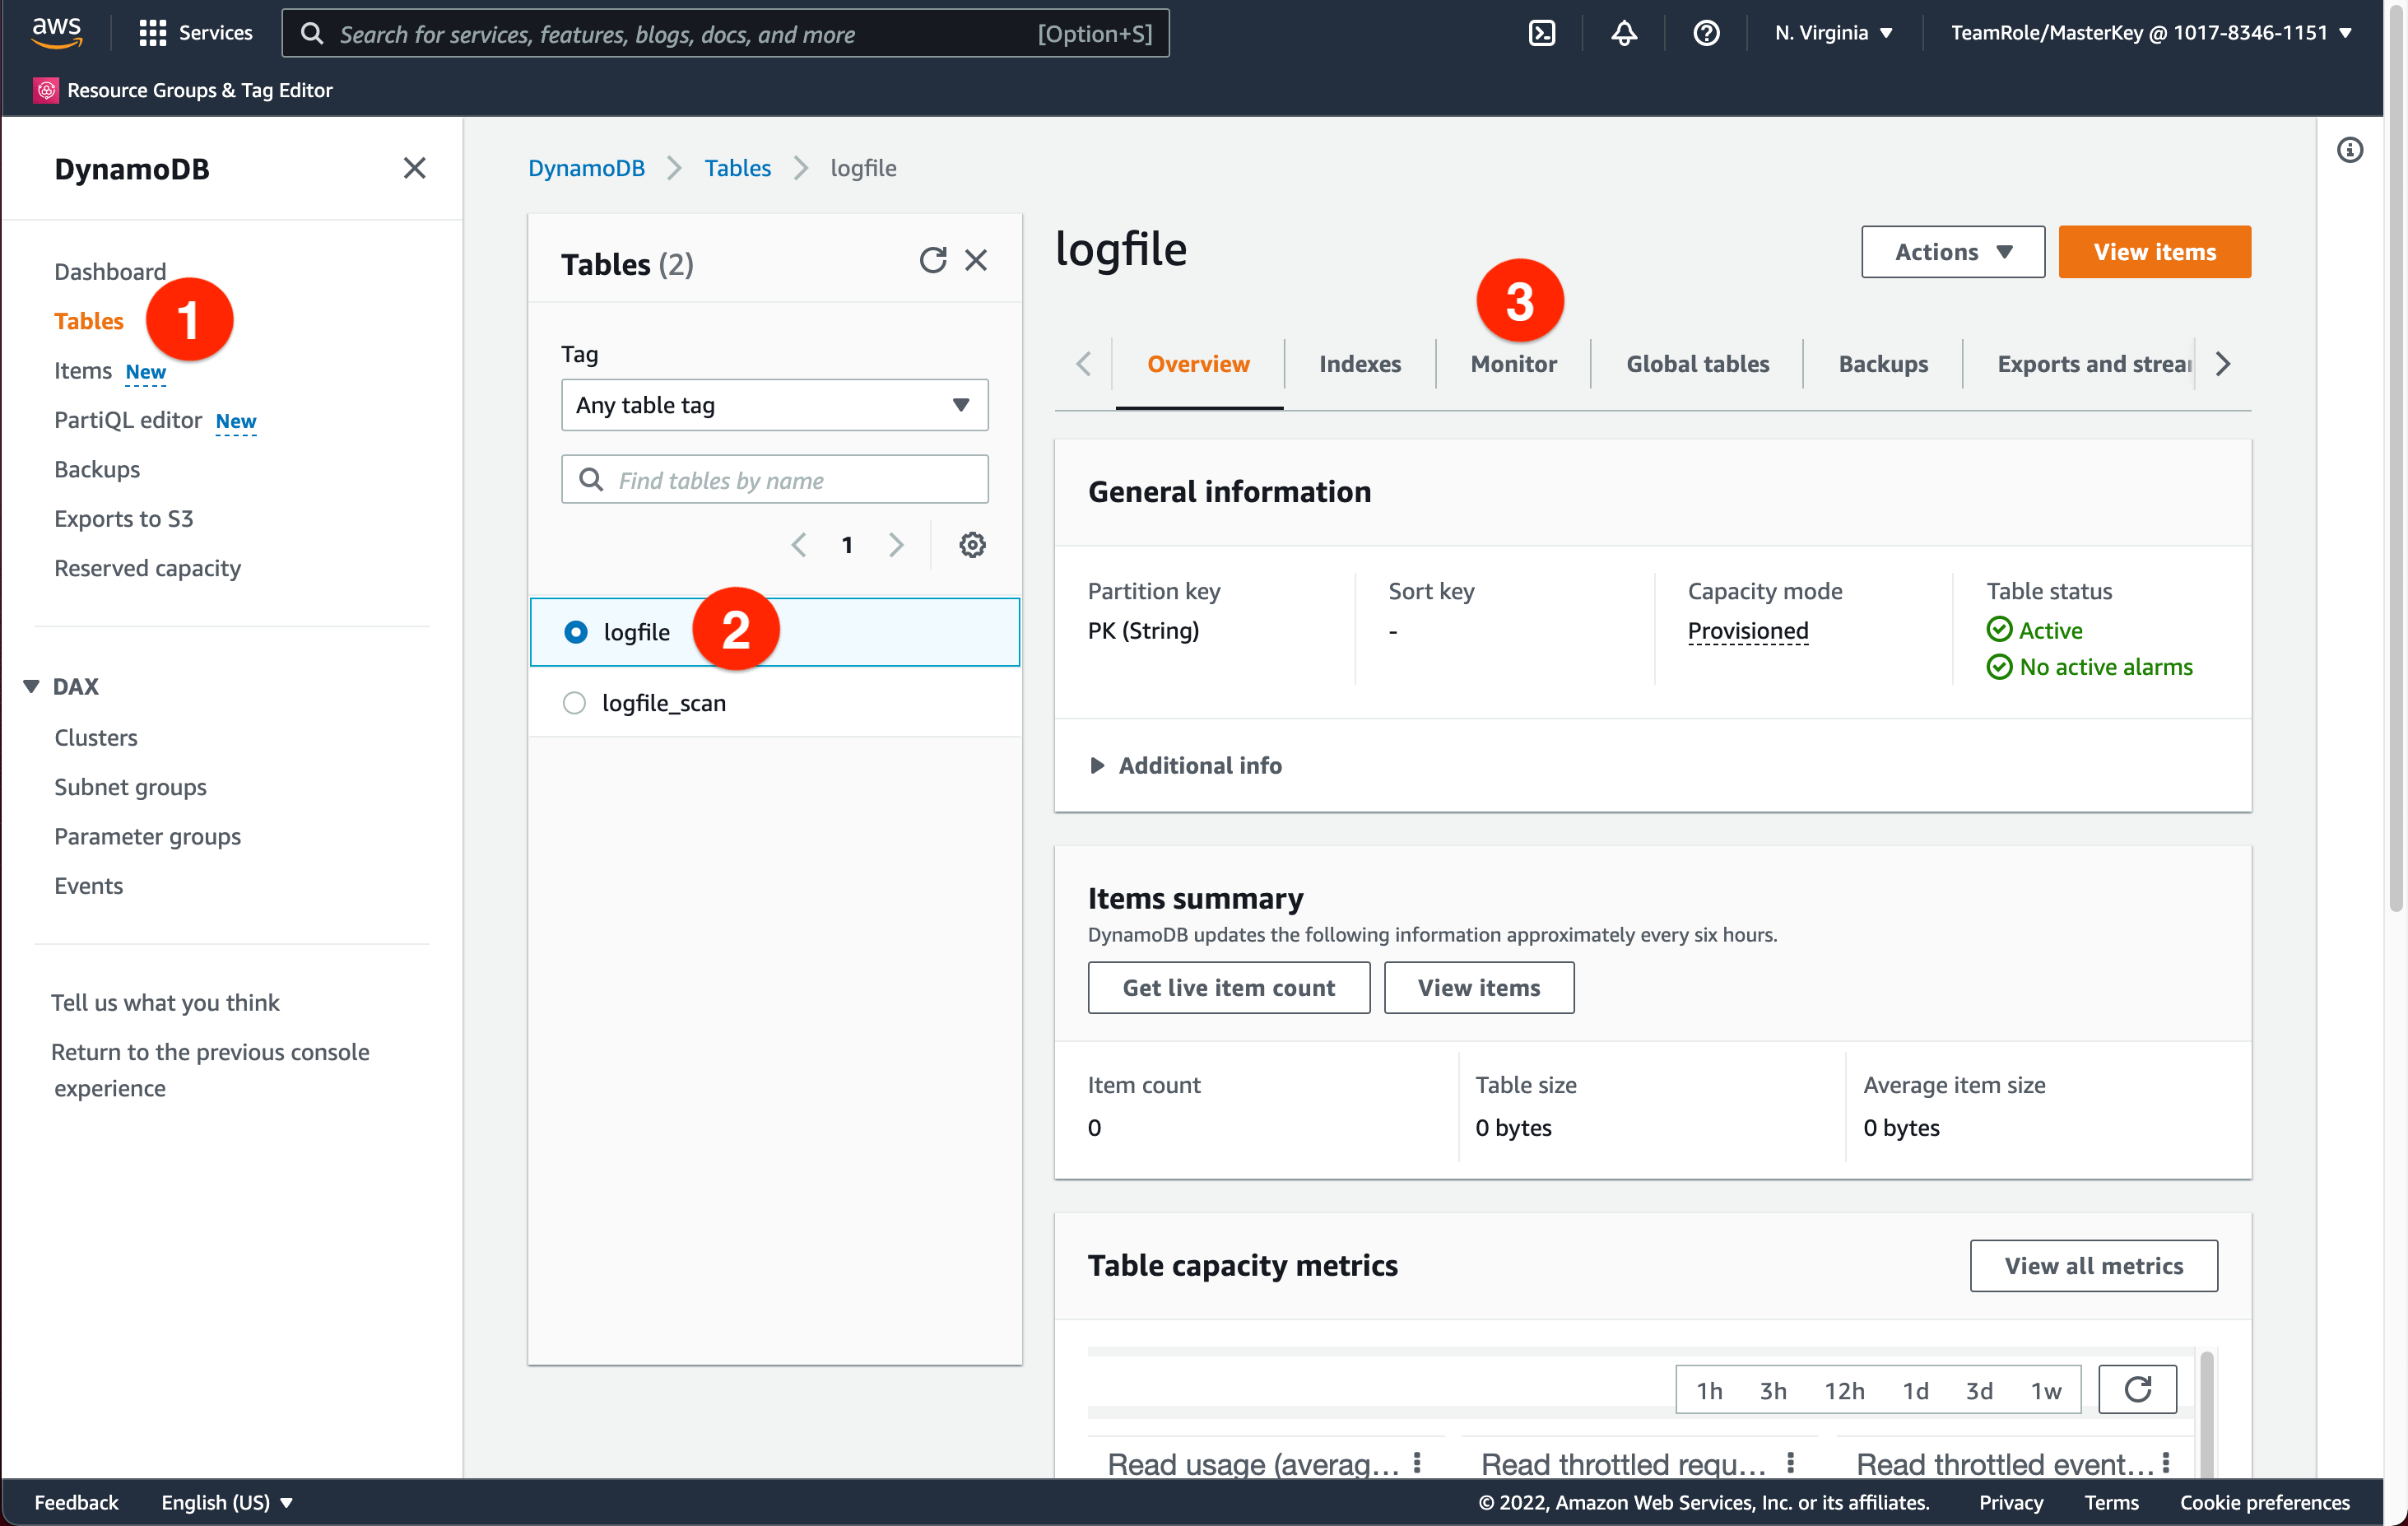 aws
Services
Search for services, features, blogs, docs, and more
[Option+S]
N. Virginia
TeamRole/MasterKey @ 1017-8346-1151
Resource Groups & Tag Editor
DynamoDB
Dashboard
Tables
1
Items New
PartiQL editor New
Backups
Exports to S3
Reserved capacity
DAX
Clusters
Subnet groups
Parameter groups
Events
Tell us what you think
Return to the previous console
experience
DynamoDB
Tables
logfile
Tables (2)
Tag
Any table tag
Find tables by name
1
logfile
2
logfile_scan
logfile
Actions
View items
3
Overview
Indexes
Monitor
Global tables
Backups
Exports and strea
General information
Partition key
PK (String)
Sort key
-
Capacity mode
Provisioned
Table status
Active
No active alarms
Additional info
Items summary
DynamoDB updates the following information approximately every six hours.
Get live item count
View items
Item count
0
Table size
0 bytes
Average item size
0 bytes
Table capacity metrics
View all metrics
1h
3h
12h
1d
3d
1w
Read usage (averag...
Read throttled requ...
Read throttled event...
Feedback
English (US)
© 2022, Amazon Web Services, Inc. or its affiliates.
Privacy
Terms
Cookie preferences